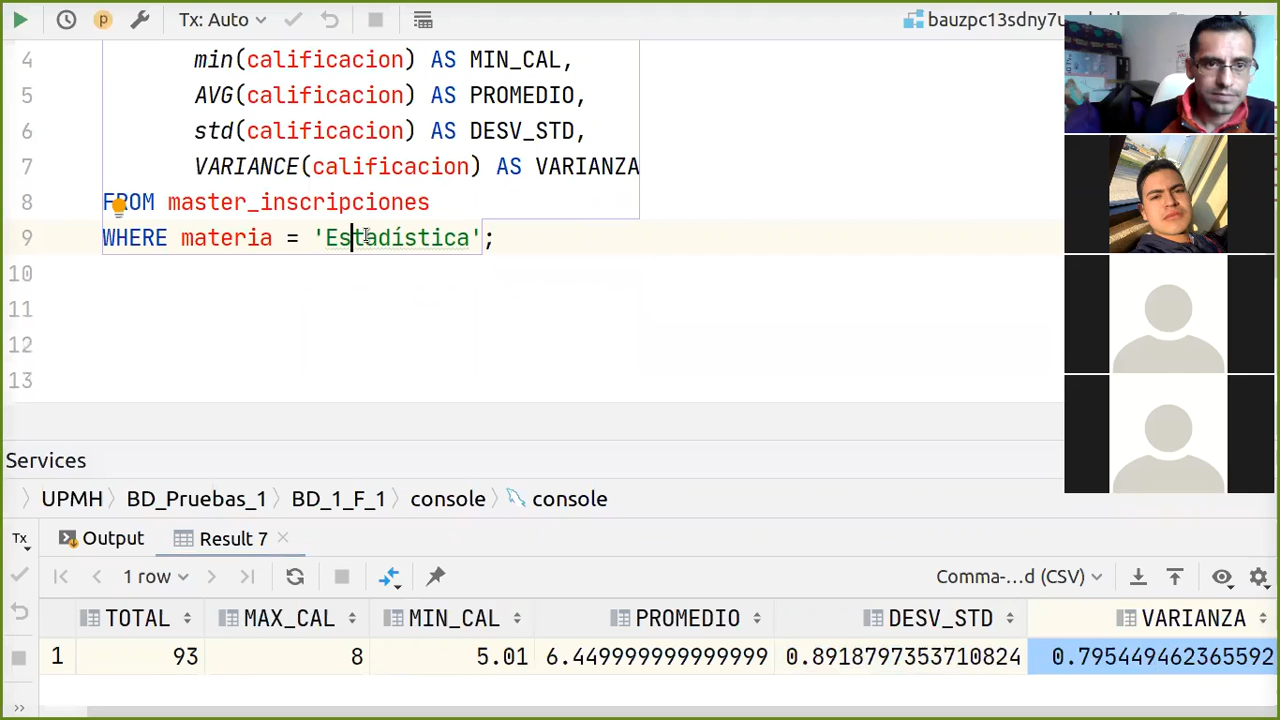 Tx: Auto
4 min(calificacion) AS MIN_CAL,
5 AVG(calificacion) AS PROMEDIO,
6 std(calificacion) AS DESV_STD,
7 VARIANCE(calificacion) AS VARIANZA
8 FROM master_inscripciones
9 WHERE materia = 'Estadística';
10
11
12
13
Services
UPMH BD_Pruebas_1 BD_1_F_1 console console
Tx Output Result 7
1 row Comma-...d (CSV)
TOTAL MAX_CAL MIN_CAL PROMEDIO DESV_STD VARIANZA
1 93 8 5.01 6.449999999999999 0.8918797353710824 0.795449462365592